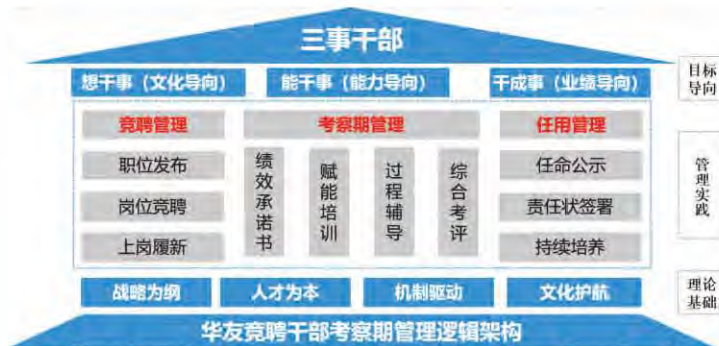 三事干部
想干事（文化导向）
能干事（能力导向）
干成事（业绩导向）
目标
导向
竞聘管理
考察期管理
任用管理
职位发布
岗位竞聘
上岗履新
绩效承诺书
赋能培训
过程辅导
综合考评
任命公示
责任状签署
持续培养
管理实践
战略为纲
人才为本
机制驱动
文化护航
理论
基础
华友竞聘干部考察期管理逻辑架构